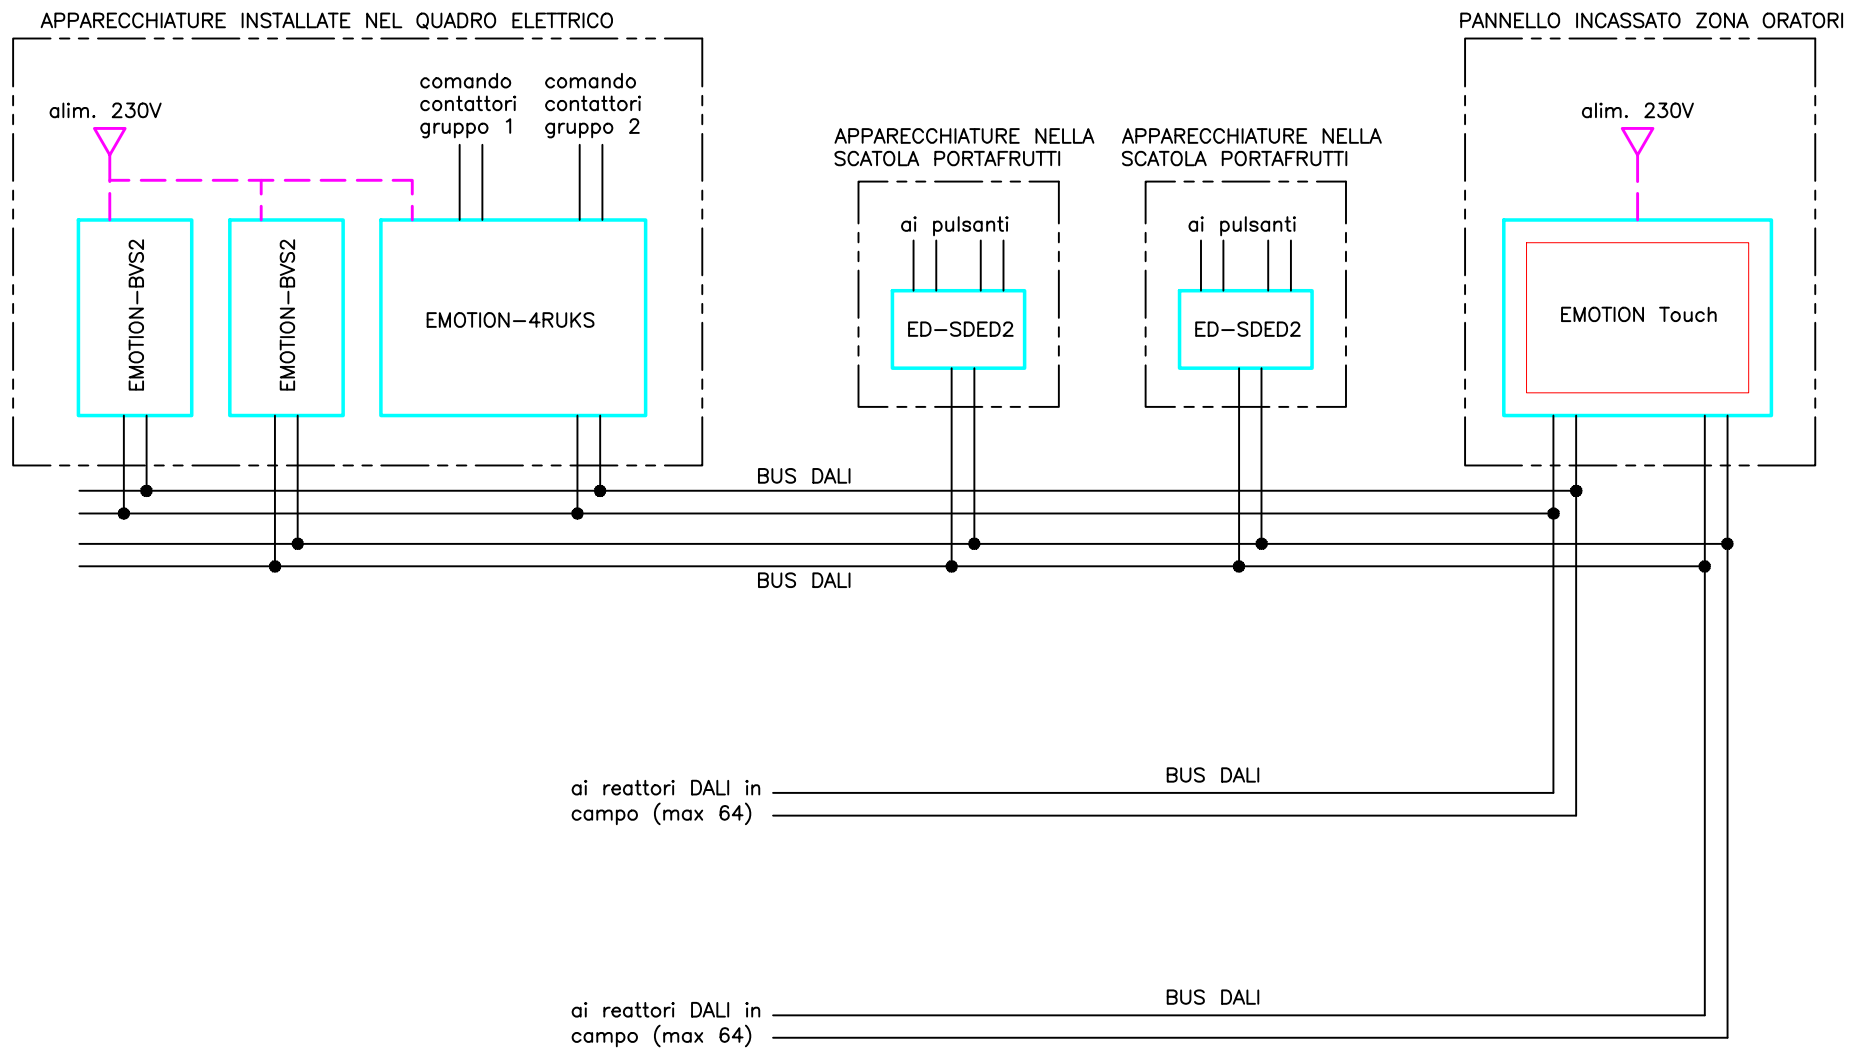 APPARECCHIATURE INSTALLATE NEL QUADRO ELETTRICO
PANNELLO INCASSATO ZONA ORATORI
alim. 230V
comando
contattori
gruppo 1
comando
contattori
gruppo 2
APPARECCHIATURE NELLA
SCATOLA PORTAFRUTTI
APPARECCHIATURE NELLA
SCATOLA PORTAFRUTTI
alim. 230V
ai pulsanti
ai pulsanti
EMOTION-BVS2
EMOTION-BVS2
EMOTION-4RUKS
ED-SDED2
ED-SDED2
EMOTION Touch
BUS DALI
BUS DALI
BUS DALI
ai reattori DALI in
campo (max 64)
BUS DALI
ai reattori DALI in
campo (max 64)